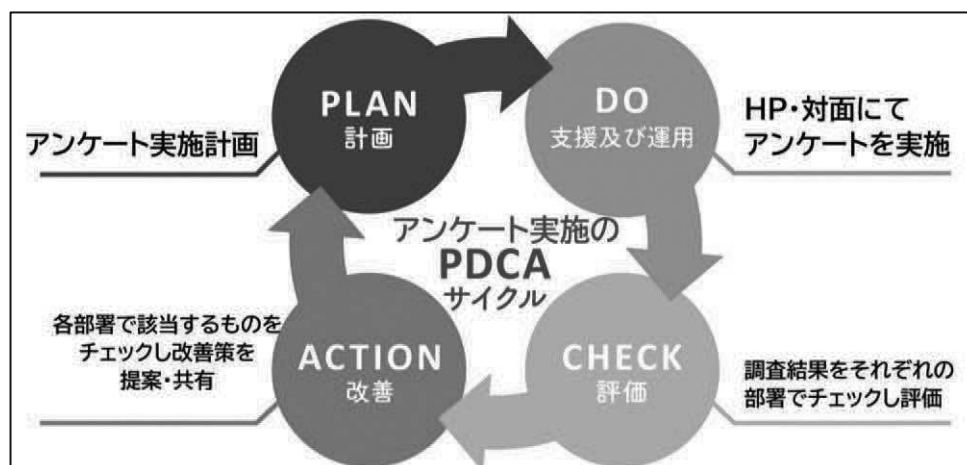 PLAN
計画
アンケート実施計画
DO
支援及び運用
HP・対面にて
アンケートを実施
アンケート実施の
PDCA
サイクル
CHECK
評価
調査結果をそれぞれの
部署でチェックし評価
ACTION
改善
各部署で該当するものを
チェックし改善策を
提案・共有